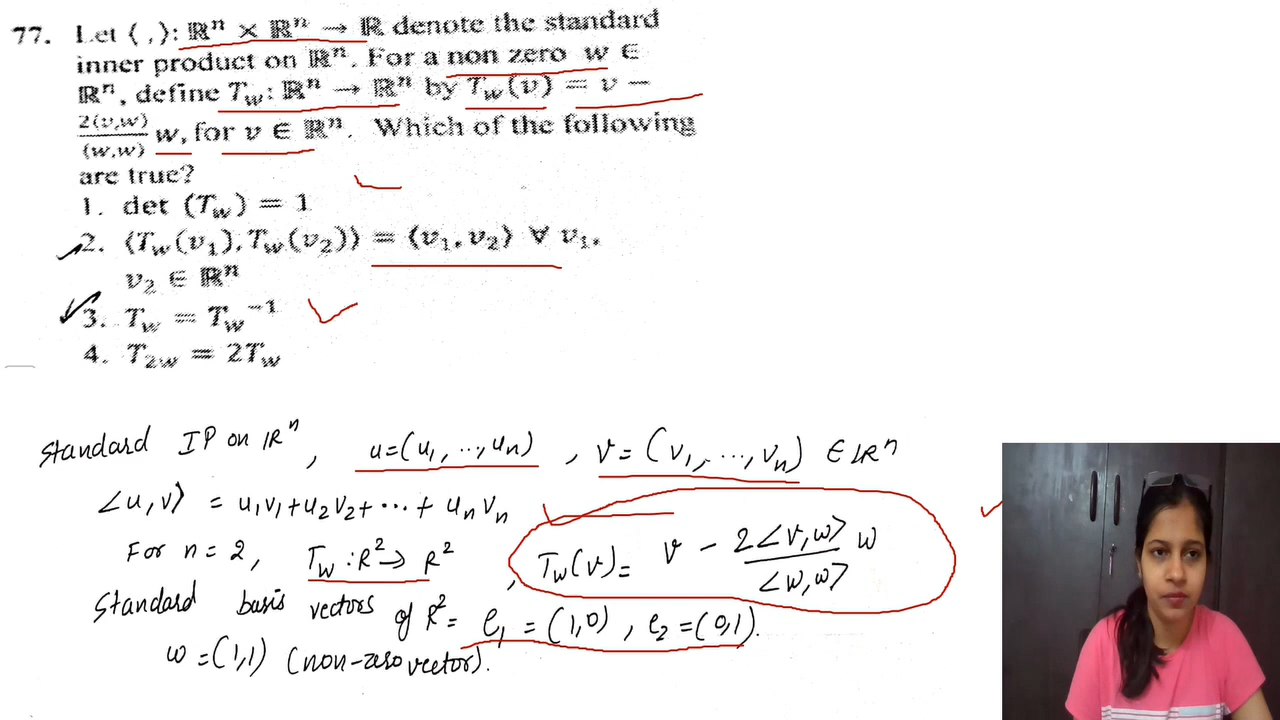 77. Let ⟨ , ⟩: ℝⁿ × ℝⁿ → ℝ denote the standard
inner product on ℝⁿ. For a non zero w ∈
ℝⁿ, define T_w: ℝⁿ → ℝⁿ by T_w(v) = v −
2⟨v,w⟩/⟨w,w⟩ w, for v ∈ ℝⁿ. Which of the following
are true?
1. det (T_w) = 1
2. ⟨T_w(v₁), T_w(v₂)⟩ = ⟨v₁, v₂⟩ ∀ v₁,
v₂ ∈ ℝⁿ
3. T_w = T_w⁻¹
4. T_2w = 2T_w
Standard IP on ℝⁿ, u=(u₁, ..., uₙ), v=(v₁, ..., vₙ) ∈ ℝⁿ
<u,v> = u₁v₁+u₂v₂+...+ uₙvₙ
For n=2, T_w : R² → R², T_w(v) = v − 2<v,w>/<w,w> w
Standard basis vectors of R² = e₁ = (1,0), e₂ = (0,1).
w = (1,1) (non-zero vector).